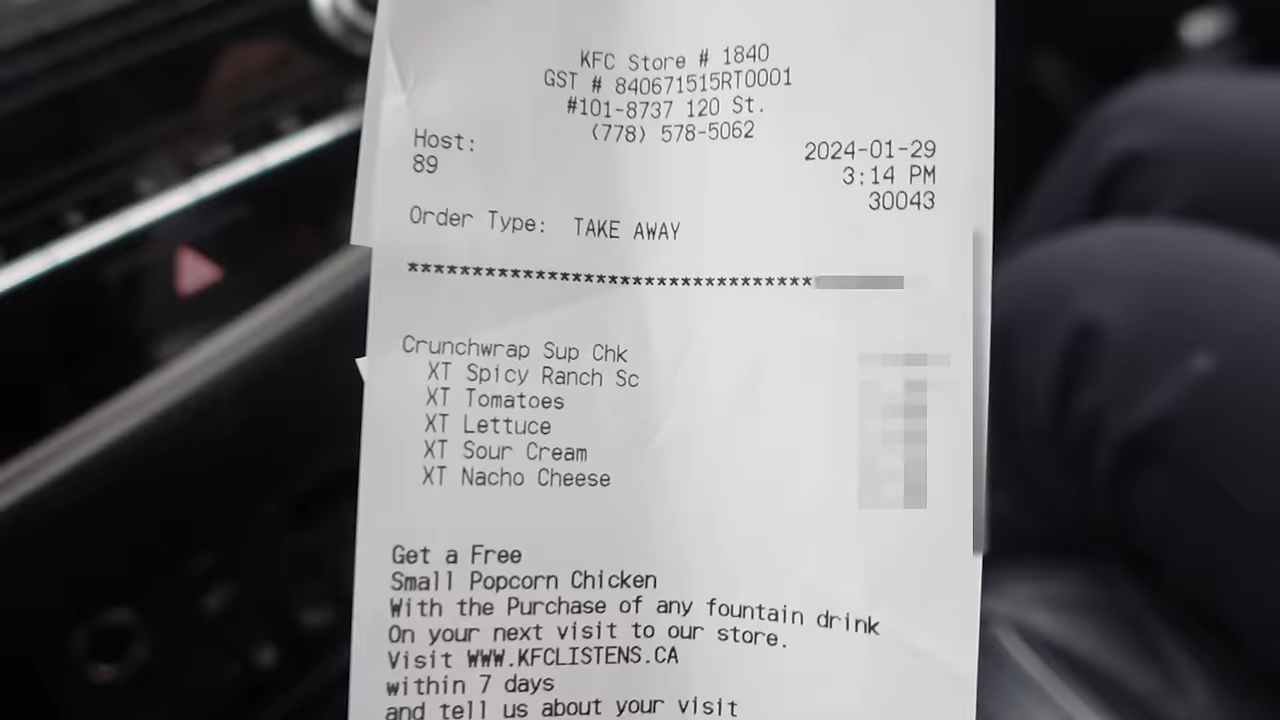 KFC Store # 1840
GST # 840671515RT0001
#101-8737 120 St.
(778) 578-5062
Host:
89
2024-01-29
3:14 PM
30043
Order Type: TAKE AWAY
********************************
Crunchwrap Sup Chk
XT Spicy Ranch Sc
XT Tomatoes
XT Lettuce
XT Sour Cream
XT Nacho Cheese
Get a Free
Small Popcorn Chicken
With the Purchase of any fountain drink
On your next visit to our store.
Visit WWW.KFCLISTENS.CA
within 7 days
and tell us about your visit